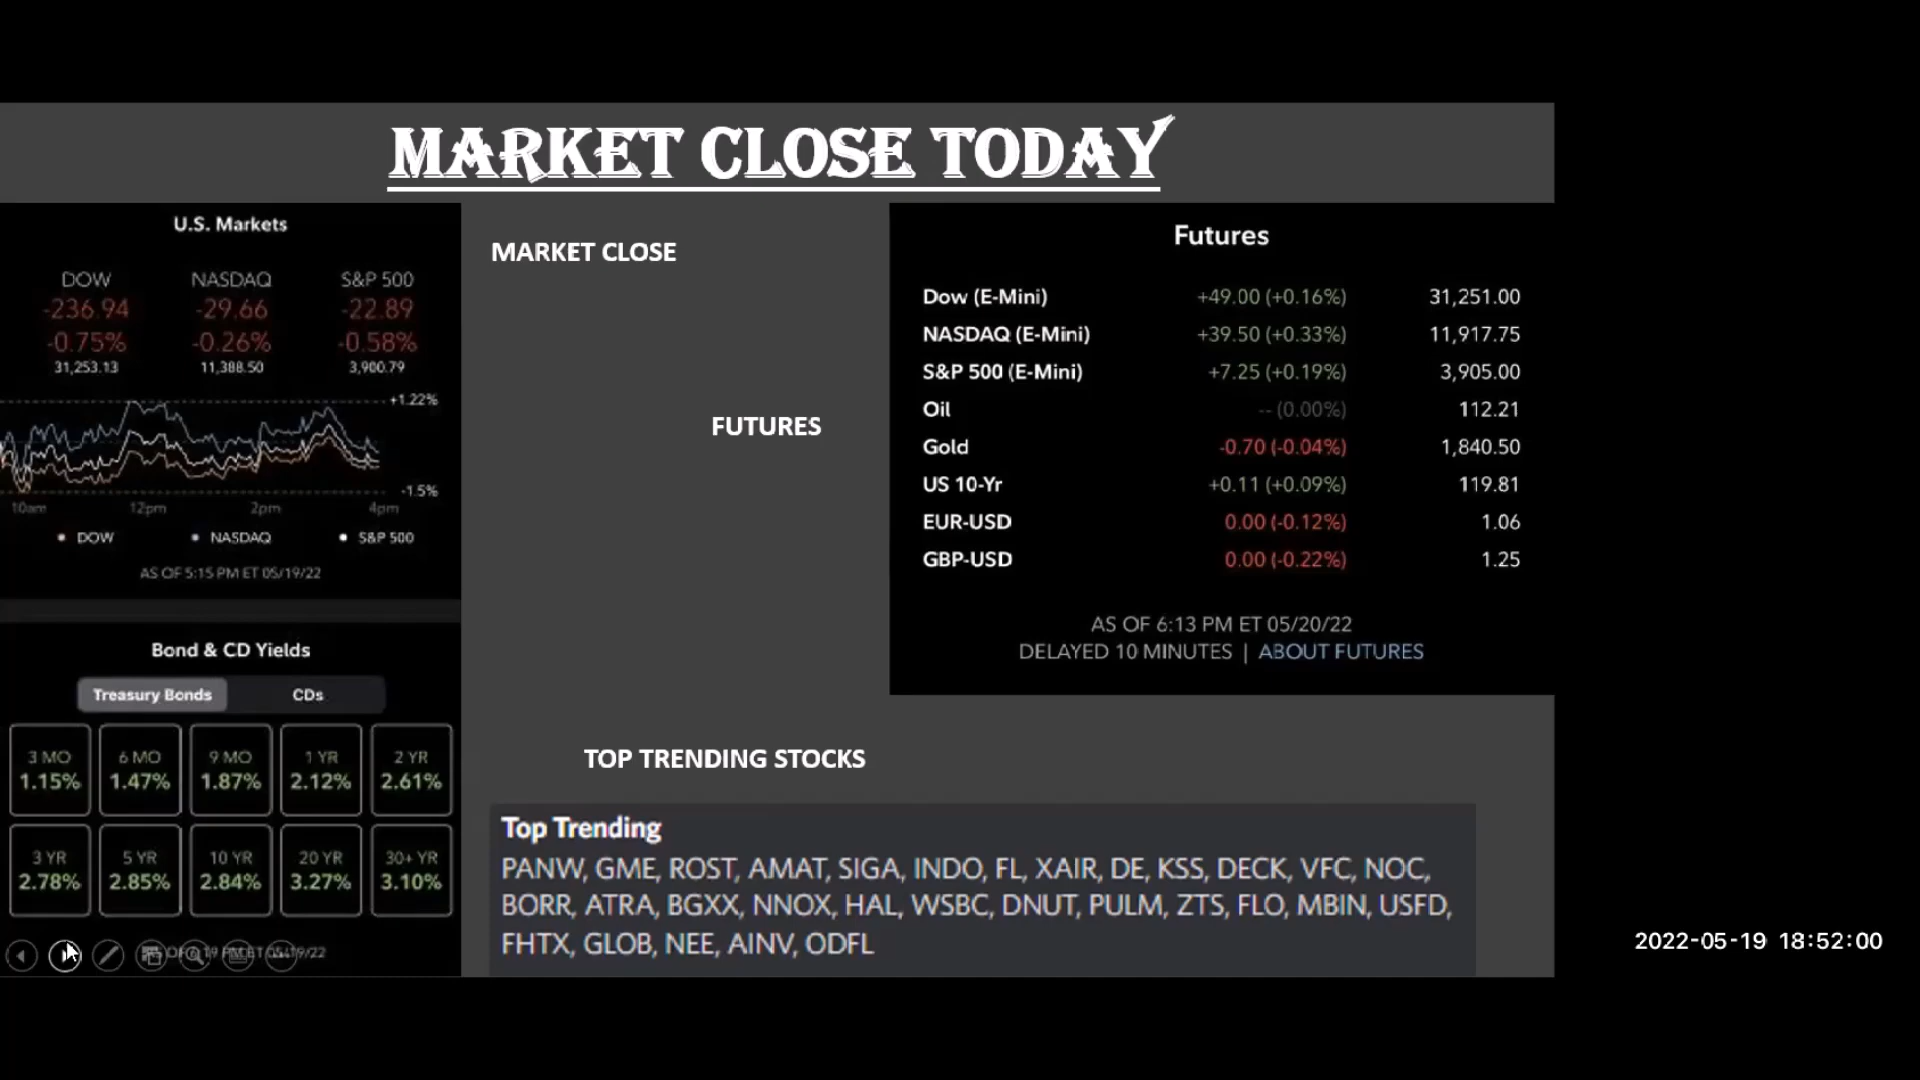 MARKET CLOSE TODAY
U.S. Markets
DOW NASDAQ S&P 500
-236.94 -29.66 -22.89
-0.75% -0.26% -0.58%
31,253.13 11,388.50 3,900.79
+1.22%
-1.5%
10am 12pm 2pm 4pm
DOW NASDAQ S&P 500
AS OF 5:15 PM ET 05/19/22
Bond & CD Yields
Treasury Bonds CDs
3 MO 6 MO 9 MO 1 YR 2 YR
1.15% 1.47% 1.87% 2.12% 2.61%
3 YR 5 YR 10 YR 20 YR 30+ YR
2.78% 2.85% 2.84% 3.27% 3.10%
PM ET 05/19/22
MARKET CLOSE
FUTURES
Futures
Dow (E-Mini) +49.00 (+0.16%) 31,251.00
NASDAQ (E-Mini) +39.50 (+0.33%) 11,917.75
S&P 500 (E-Mini) +7.25 (+0.19%) 3,905.00
Oil -- (0.00%) 112.21
Gold -0.70 (-0.04%) 1,840.50
US 10-Yr +0.11 (+0.09%) 119.81
EUR-USD 0.00 (-0.12%) 1.06
GBP-USD 0.00 (-0.22%) 1.25
AS OF 6:13 PM ET 05/20/22
DELAYED 10 MINUTES | ABOUT FUTURES
TOP TRENDING STOCKS
Top Trending
PANW, GME, ROST, AMAT, SIGA, INDO, FL, XAIR, DE, KSS, DECK, VFC, NOC,
BORR, ATRA, BGXX, NNOX, HAL, WSBC, DNUT, PULM, ZTS, FLO, MBIN, USFD,
FHTX, GLOB, NEE, AINV, ODFL
2022-05-19 18:52:00